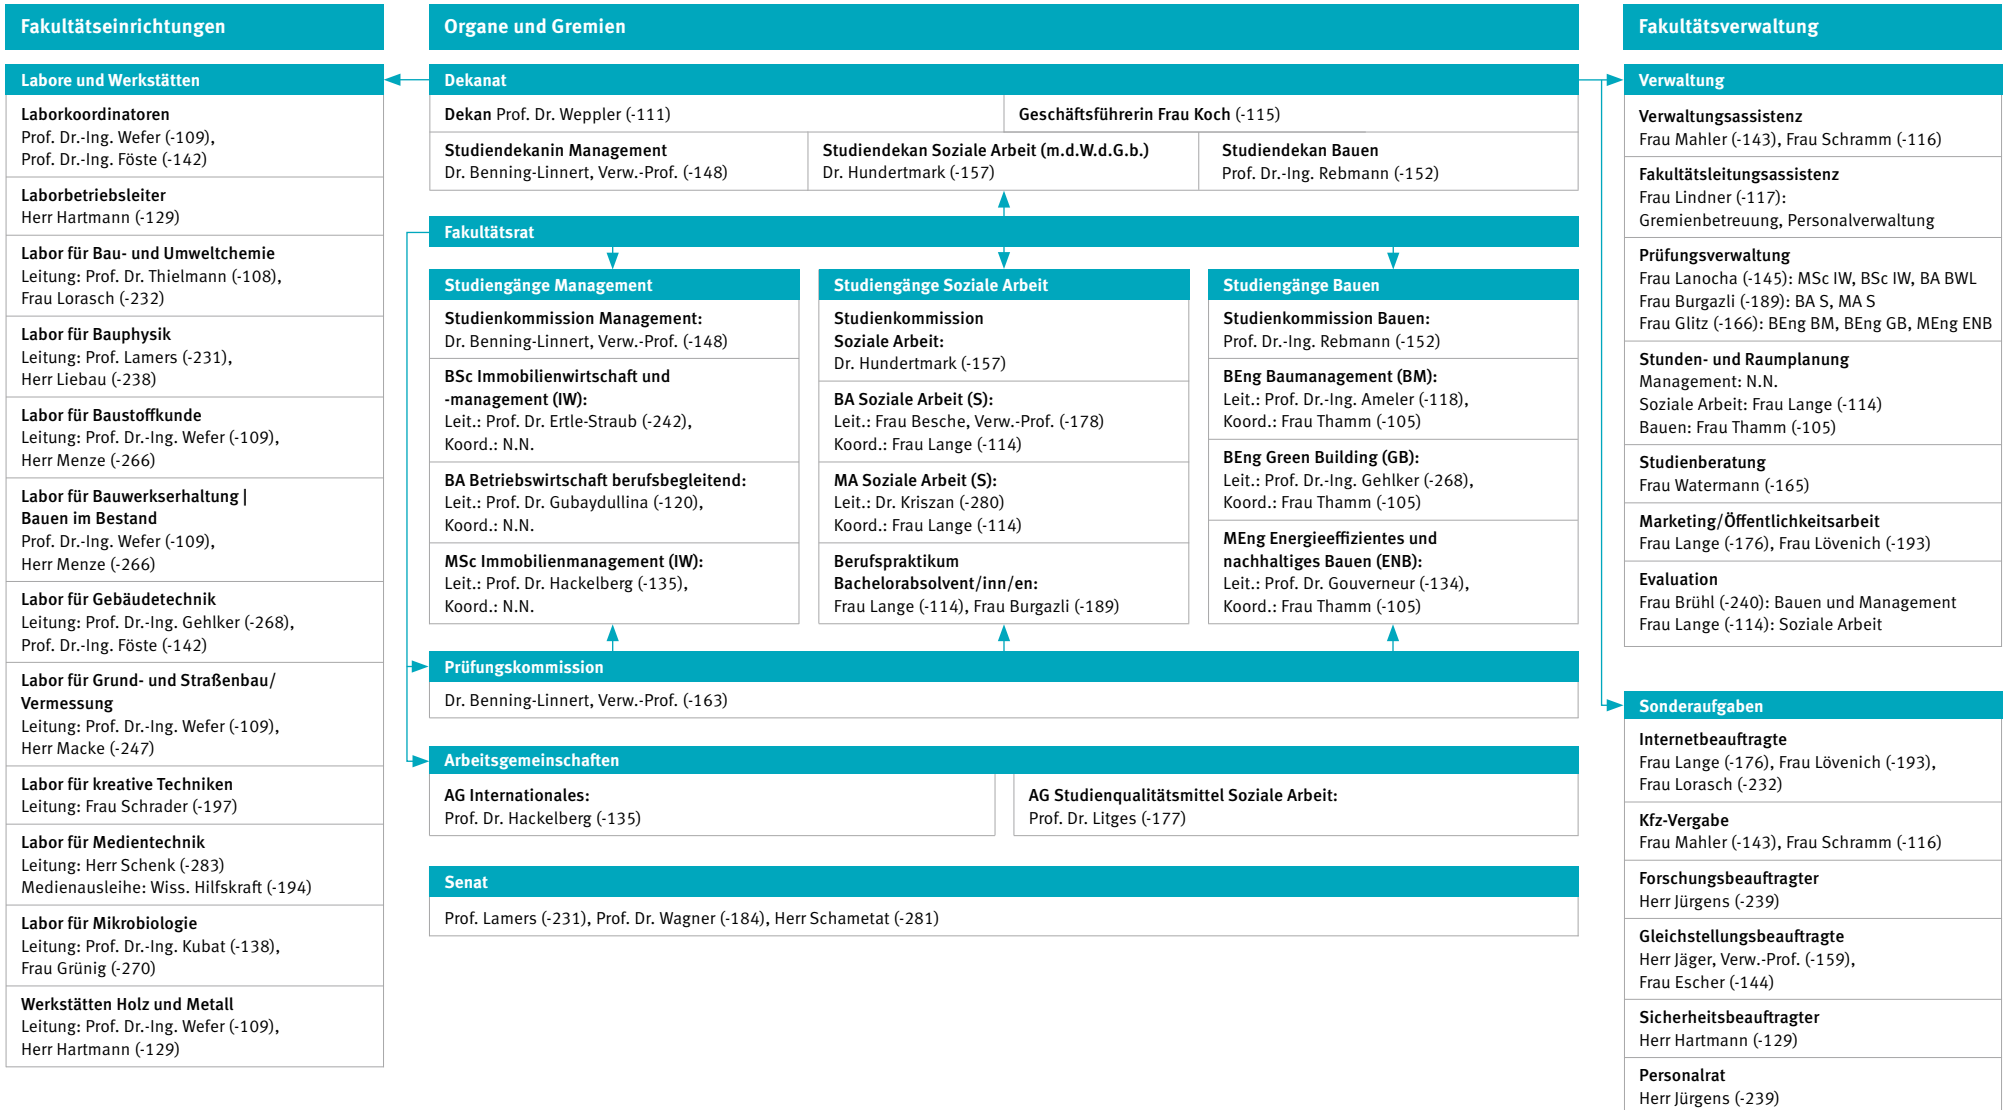 Fakultätseinrichtungen
Labore und Werkstätten
Laborkoordinatoren
Prof. Dr.-Ing. Wefer (-109),
Prof. Dr.-Ing. Föste (-142)
Laborbetriebsleiter
Herr Hartmann (-129)
Labor für Bau- und Umweltchemie
Leitung: Prof. Dr. Thielmann (-108),
Frau Lorasch (-232)
Labor für Bauphysik
Leitung: Prof. Lamers (-231),
Herr Liebau (-238)
Labor für Baustoffkunde
Leitung: Prof. Dr.-Ing. Wefer (-109),
Herr Menze (-266)
Labor für Bauwerkserhaltung |
Bauen im Bestand
Prof. Dr.-Ing. Wefer (-109),
Herr Menze (-266)
Labor für Gebäudetechnik
Leitung: Prof. Dr.-Ing. Gehlker (-268),
Prof. Dr.-Ing. Föste (-142)
Labor für Grund- und Straßenbau/
Vermessung
Leitung: Prof. Dr.-Ing. Wefer (-109),
Herr Macke (-247)
Labor für kreative Techniken
Leitung: Frau Schrader (-197)
Labor für Medientechnik
Leitung: Herr Schenk (-283)
Medienausleihe: Wiss. Hilfskraft (-194)
Labor für Mikrobiologie
Leitung: Prof. Dr.-Ing. Kubat (-138),
Frau Grünig (-270)
Werkstätten Holz und Metall
Leitung: Prof. Dr.-Ing. Wefer (-109),
Herr Hartmann (-129)
Organe und Gremien
Dekanat
Dekan Prof. Dr. Weppler (-111)
Geschäftsführerin Frau Koch (-115)
Studiendekanin Management
Dr. Benning-Linnert, Verw.-Prof. (-148)
Studiendekan Soziale Arbeit (m.d.W.d.G.b.)
Dr. Hundertmark (-157)
Studiendekan Bauen
Prof. Dr.-Ing. Rebmann (-152)
Fakultätsrat
Studiengänge Management
Studienkommission Management:
Dr. Benning-Linnert, Verw.-Prof. (-148)
BSc Immobilienwirtschaft und
-management (IW):
Leit.: Prof. Dr. Ertle-Straub (-242),
Koord.: N.N.
BA Betriebswirtschaft berufsbegleitend:
Leit.: Prof. Dr. Gubaydullina (-120),
Koord.: N.N.
MSc Immobilienmanagement (IW):
Leit.: Prof. Dr. Hackelberg (-135),
Koord.: N.N.
Studiengänge Soziale Arbeit
Studienkommission
Soziale Arbeit:
Dr. Hundertmark (-157)
BA Soziale Arbeit (S):
Leit.: Frau Besche, Verw.-Prof. (-178)
Koord.: Frau Lange (-114)
MA Soziale Arbeit (S):
Leit.: Dr. Kriszan (-280)
Koord.: Frau Lange (-114)
Berufspraktikum
Bachelorabsolvent/inn/en:
Frau Lange (-114), Frau Burgazli (-189)
Studiengänge Bauen
Studienkommission Bauen:
Prof. Dr.-Ing. Rebmann (-152)
BEng Baumanagement (BM):
Leit.: Prof. Dr.-Ing. Ameler (-118),
Koord.: Frau Thamm (-105)
BEng Green Building (GB):
Leit.: Prof. Dr.-Ing. Gehlker (-268),
Koord.: Frau Thamm (-105)
MEng Energieeffizientes und
nachhaltiges Bauen (ENB):
Leit.: Prof. Dr. Gouverneur (-134),
Koord.: Frau Thamm (-105)
Prüfungskommission
Dr. Benning-Linnert, Verw.-Prof. (-163)
Arbeitsgemeinschaften
AG Internationales:
Prof. Dr. Hackelberg (-135)
AG Studienqualitätsmittel Soziale Arbeit:
Prof. Dr. Litges (-177)
Senat
Prof. Lamers (-231), Prof. Dr. Wagner (-184), Herr Schametat (-281)
Fakultätsverwaltung
Verwaltung
Verwaltungsassistenz
Frau Mahler (-143), Frau Schramm (-116)
Fakultätsleitungsassistenz
Frau Lindner (-117):
Gremienbetreuung, Personalverwaltung
Prüfungsverwaltung
Frau Lanocha (-145): MSc IW, BSc IW, BA BWL
Frau Burgazli (-189): BA S, MA S
Frau Glitz (-166): BEng BM, BEng GB, MEng ENB
Stunden- und Raumplanung
Management: N.N.
Soziale Arbeit: Frau Lange (-114)
Bauen: Frau Thamm (-105)
Studienberatung
Frau Watermann (-165)
Marketing/Öffentlichkeitsarbeit
Frau Lange (-176), Frau Lövenich (-193)
Evaluation
Frau Brühl (-240): Bauen und Management
Frau Lange (-114): Soziale Arbeit
Sonderaufgaben
Internetbeauftragte
Frau Lange (-176), Frau Lövenich (-193),
Frau Lorasch (-232)
Kfz-Vergabe
Frau Mahler (-143), Frau Schramm (-116)
Forschungsbeauftragter
Herr Jürgens (-239)
Gleichstellungsbeauftragte
Herr Jäger, Verw.-Prof. (-159),
Frau Escher (-144)
Sicherheitsbeauftragter
Herr Hartmann (-129)
Personalrat
Herr Jürgens (-239)